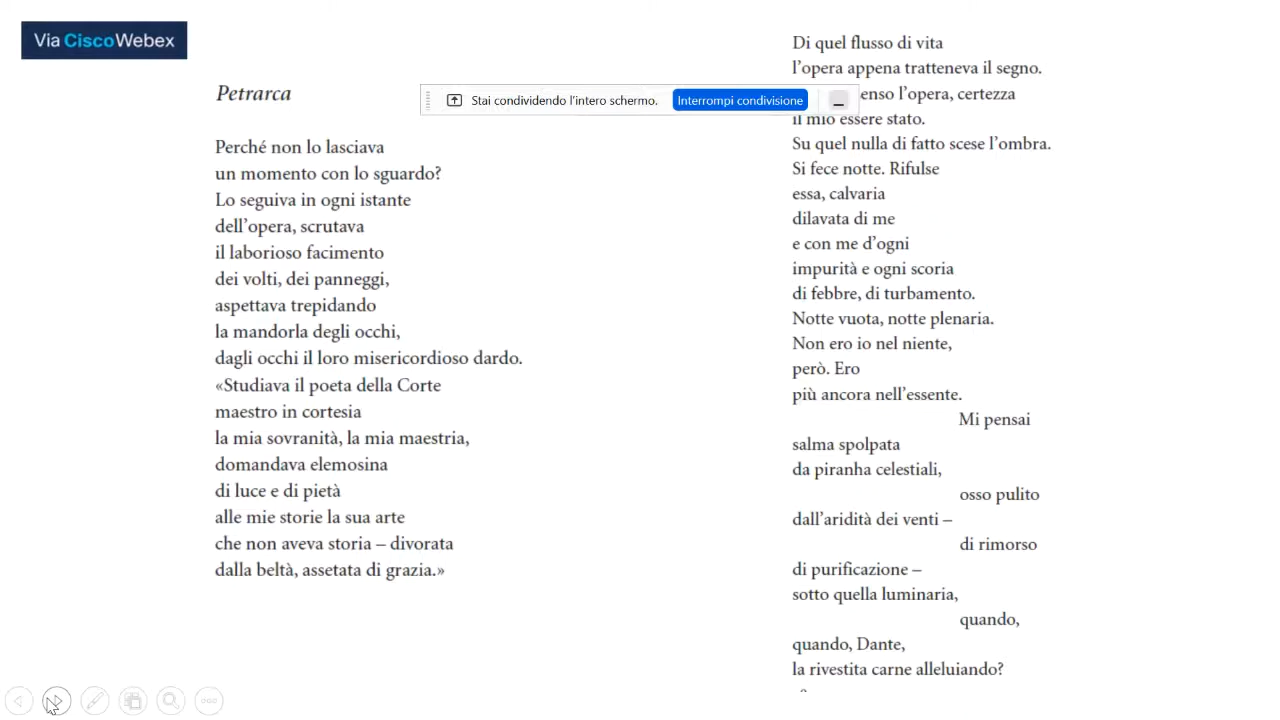 Via CiscoWebex
Stai condividendo l'intero schermo.
Interrompi condivisione
Petrarca
Perché non lo lasciava
un momento con lo sguardo?
Lo seguiva in ogni istante
dell'opera, scrutava
il laborioso facimento
dei volti, dei panneggi,
aspettava trepidando
la mandorla degli occhi,
dagli occhi il loro misericordioso dardo.
«Studiava il poeta della Corte
maestro in cortesia
la mia sovranità, la mia maestria,
domandava elemosina
di luce e di pietà
alle mie storie la sua arte
che non aveva storia – divorata
dalla beltà, assetata di grazia.»
Di quel flusso di vita
l'opera appena tratteneva il segno.
l'opera, certezza
il mio essere stato.
Su quel nulla di fatto scese l'ombra.
Si fece notte. Rifulse
essa, calvaria
dilavata di me
e con me d'ogni
impurità e ogni scoria
di febbre, di turbamento.
Notte vuota, notte plenaria.
Non ero io nel niente,
però. Ero
più ancora nell'essente.
Mi pensai
salma spolpata
da piranha celestiali,
osso pulito
dall'aridità dei venti –
di rimorso
di purificazione –
sotto quella luminaria,
quando,
quando, Dante,
la rivestita carne alleluiando?